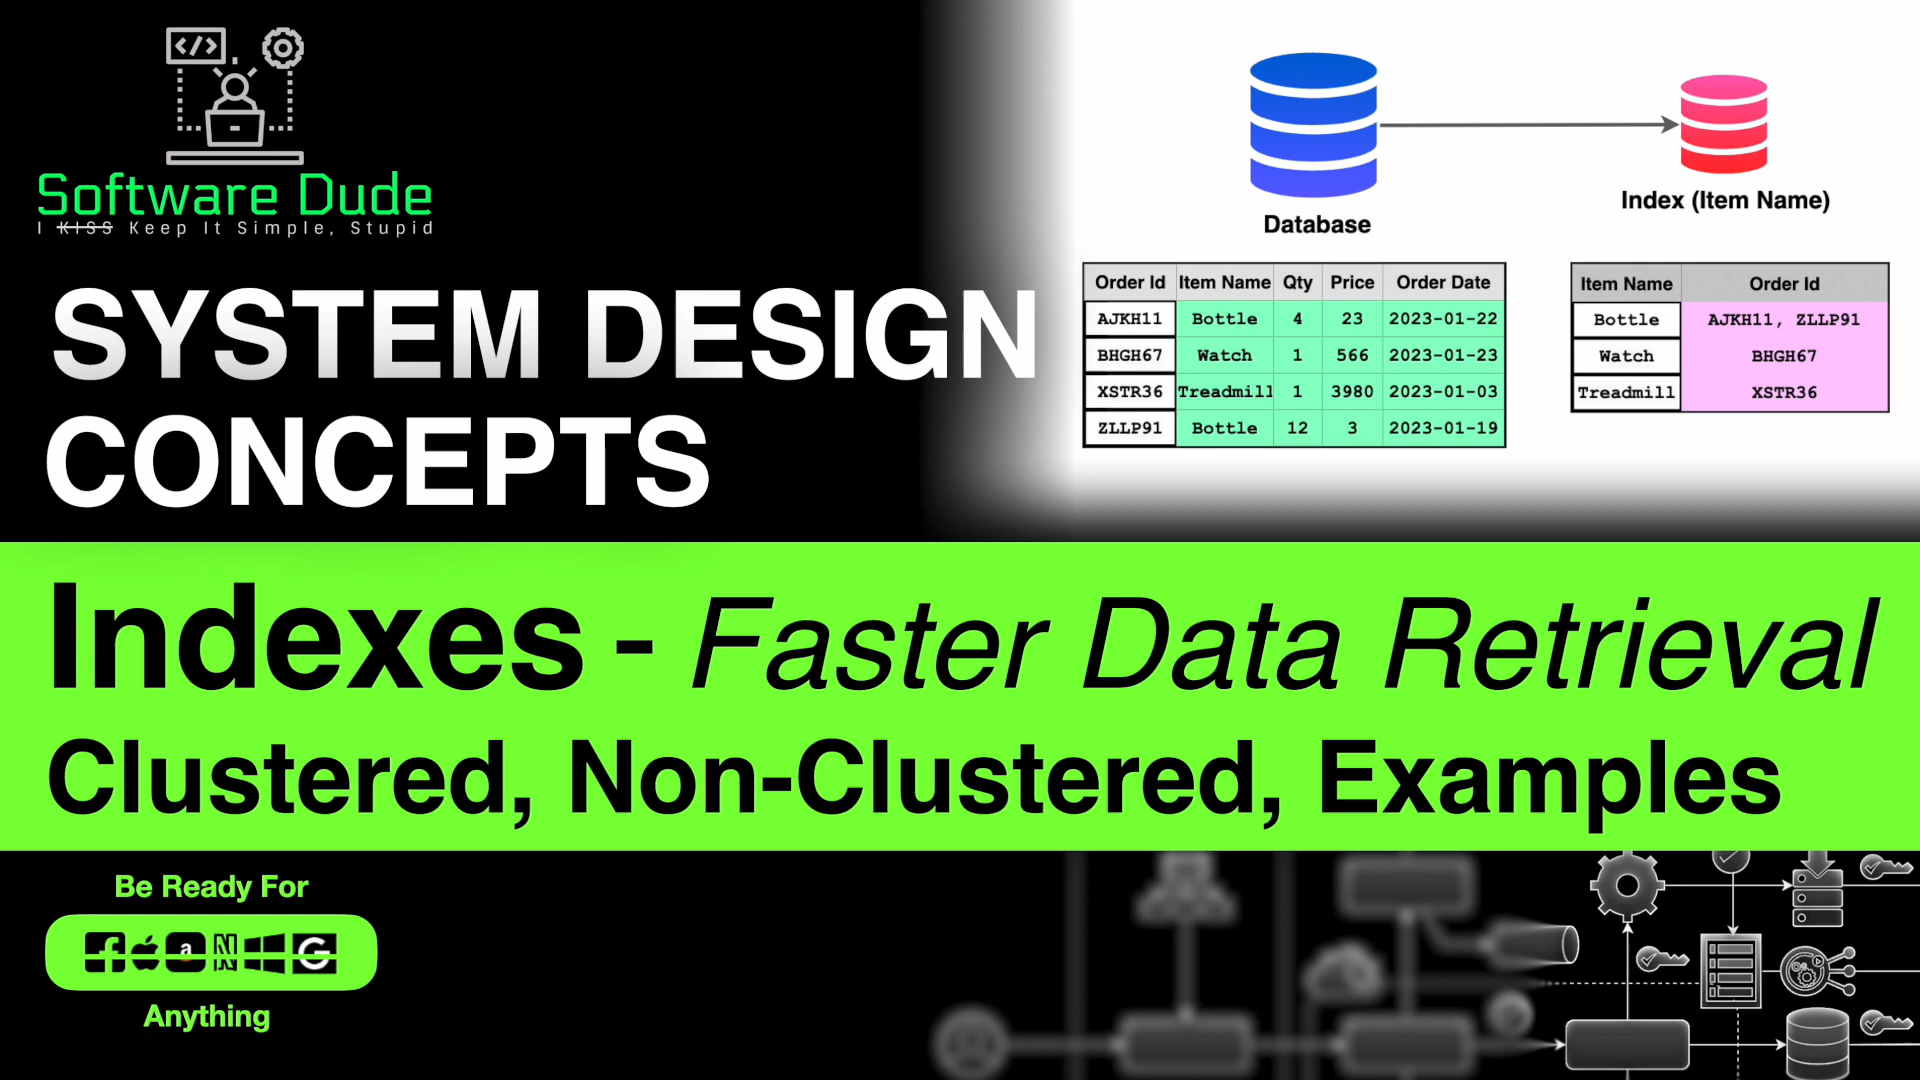 </>
Software Dude
I KISS Keep It Simple, Stupid
SYSTEM DESIGN
CONCEPTS
Database
Index (Item Name)
Order Id Item Name Qty Price Order Date
AJKH11 Bottle 4 23 2023-01-22
BHGH67 Watch 1 566 2023-01-23
XSTR36 Treadmill 1 3980 2023-01-03
ZLLP91 Bottle 12 3 2023-01-19
Item Name Order Id
Bottle AJKH11, ZLLP91
Watch BHGH67
Treadmill XSTR36
Indexes - Faster Data Retrieval
Clustered, Non-Clustered, Examples
Be Ready For
f a N G
Anything